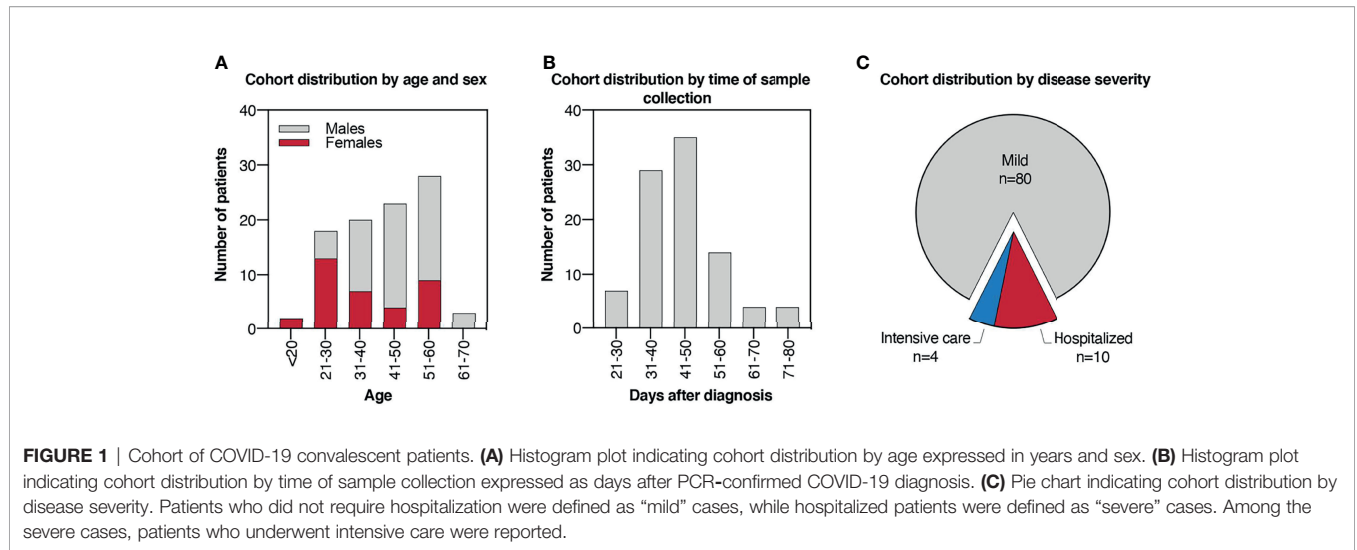 A
Cohort distribution by age and sex
40
30
20
10
0
Number of patients
Males
Females
<20
21-30
31-40
41-50
51-60
61-70
Age
B
Cohort distribution by time of sample
collection
40
30
20
10
0
Number of patients
21-30
31-40
41-50
51-60
61-70
71-80
Days after diagnosis
C
Cohort distribution by disease severity
Mild
n=80
Intensive care
n=4
Hospitalized
n=10
FIGURE 1 | Cohort of COVID-19 convalescent patients. (A) Histogram plot indicating cohort distribution by age expressed in years and sex. (B) Histogram plot
indicating cohort distribution by time of sample collection expressed as days after PCR-confirmed COVID-19 diagnosis. (C) Pie chart indicating cohort distribution by
disease severity. Patients who did not require hospitalization were defined as “mild” cases, while hospitalized patients were defined as “severe” cases. Among the
severe cases, patients who underwent intensive care were reported.